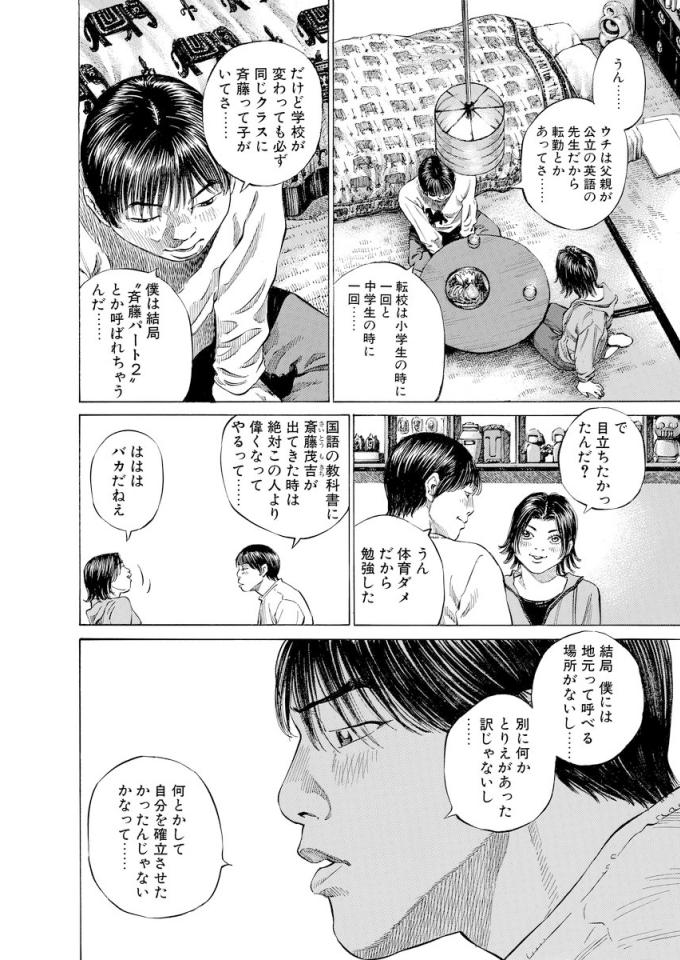 うん……
ウチは父親が
公立の英語の
先生だから
転勤とか
あってさ……
転校は小学生の時に
一回と
中学生の時に
一回……
だけど学校が
変わっても必ず
同じクラスに
斉藤って子が
いてさ……
僕は結局
〝斉藤パート2〟
とか呼ばれちゃう
んだ……
で
目立ちたかっ
たんだ？
うん
体育ダメ
だから
勉強した
国語の教科書に
斎藤茂吉が
さいとうもきち
出てきた時は
絶対この人より
偉くなって
やるって……
ははは
バカだねえ
結局 僕には
地元って呼べる
場所がないし……
別に何か
とりえがあった
訳じゃないし
……
何とかして
自分を確立させた
かったんじゃない
かなって……